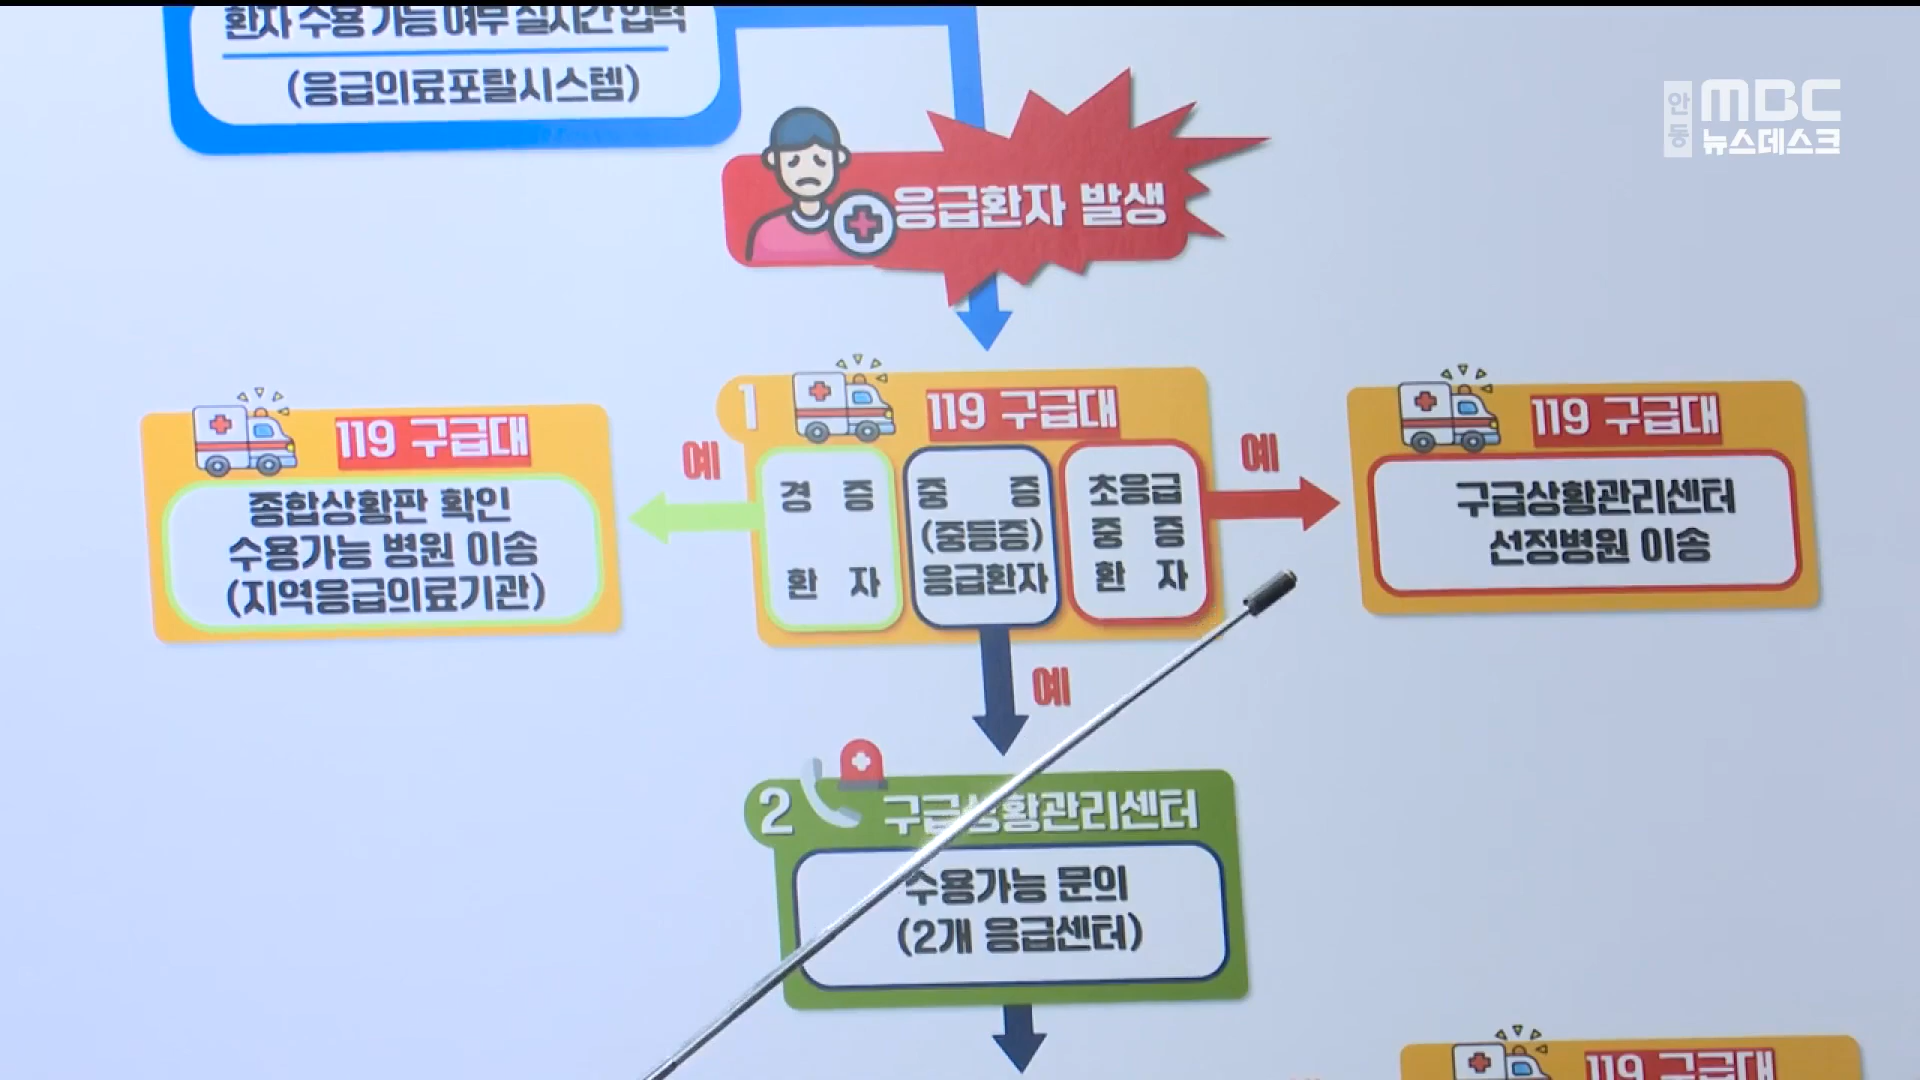 환자 수용 가능 여부 실시간 입력
(응급의료포탈시스템)
안동
MBC
뉴스데스크
응급환자 발생
119 구급대
종합상황판 확인
수용가능 병원 이송
(지역응급의료기관)
예
1
119 구급대
경 증
환 자
중 증
(중등증)
응급환자
초응급
중 증
환 자
예
119 구급대
구급상황관리센터
선정병원 이송
예
2
구급상황관리센터
수용가능 문의
(2개 응급센터)
119 구급대